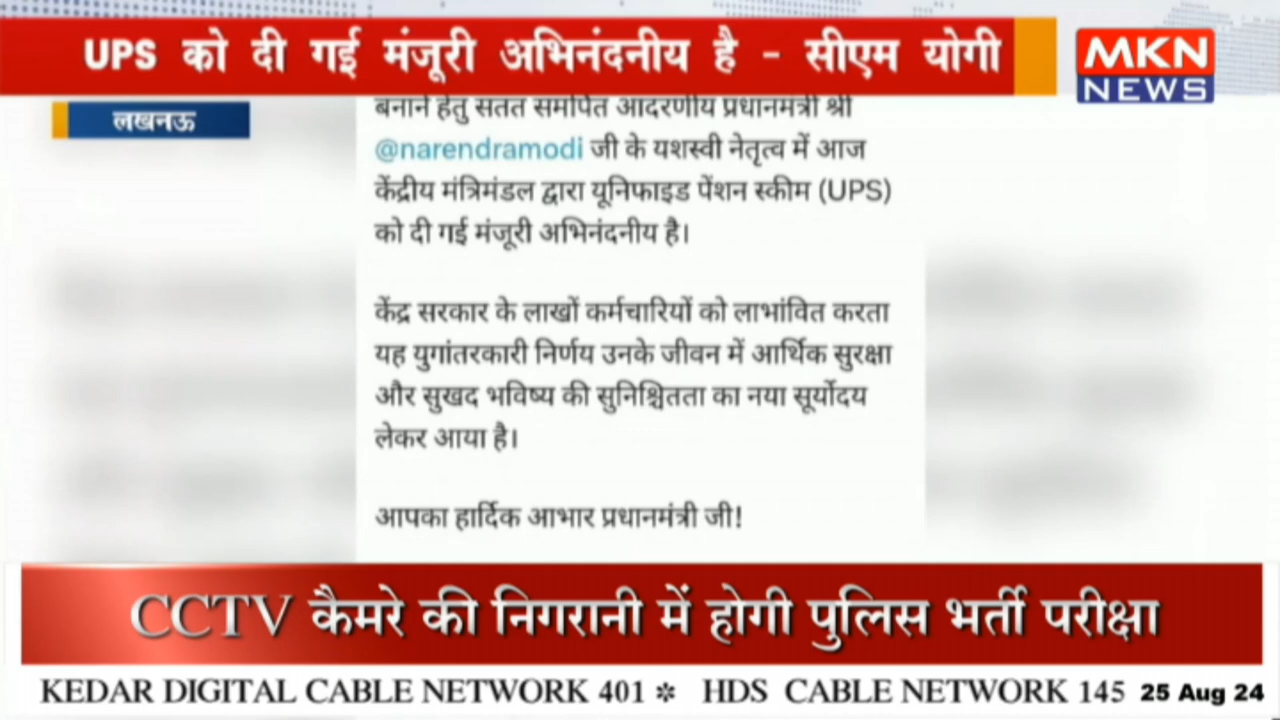 UPS को दी गई मंजूरी अभिनंदनीय है - सीएम योगी
MKN
NEWS
लखनऊ
बनाने हेतु सतत समर्पित आदरणीय प्रधानमंत्री श्री
@narendramodi जी के यशस्वी नेतृत्व में आज
केंद्रीय मंत्रिमंडल द्वारा यूनिफाइड पेंशन स्कीम (UPS)
को दी गई मंजूरी अभिनंदनीय है।
केंद्र सरकार के लाखों कर्मचारियों को लाभांवित करता
यह युगांतरकारी निर्णय उनके जीवन में आर्थिक सुरक्षा
और सुखद भविष्य की सुनिश्चितता का नया सूर्योदय
लेकर आया है।
आपका हार्दिक आभार प्रधानमंत्री जी!
CCTV कैमरे की निगरानी में होगी पुलिस भर्ती परीक्षा
KEDAR DIGITAL CABLE NETWORK 401 ✲ HDS CABLE NETWORK 145 25 Aug 24